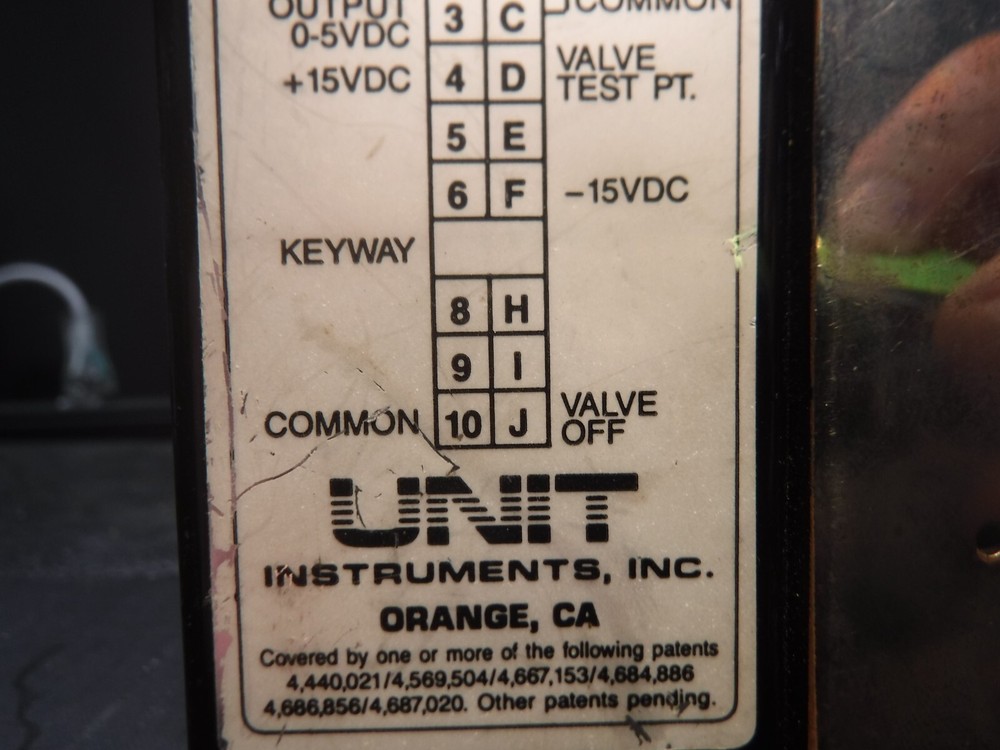 OUTPUT 3 C COMMON
0-5VDC
+15VDC 4 D VALVE
TEST PT.
5 E
6 F -15VDC
KEYWAY
8 H
9 I
COMMON 10 J VALVE
OFF
UNIT
INSTRUMENTS, INC.
ORANGE, CA
Covered by one or more of the following patents
4,440,021/4,569,504/4,667,153/4,684,886
4,686,856/4,687,020. Other patents pending.